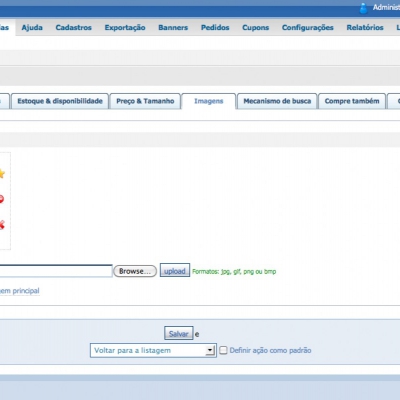 Administ
as Ajuda Cadastros Exportação Banners Pedidos Cupons Configurações Relatórios L
Estoque & disponibilidade Preço & Tamanho Imagens Mecanismo de busca Compre também
Browse... upload Formatos: jpg, gif, png ou bmp
em principal
Salvar e
Voltar para a listagem Definir ação como padrão